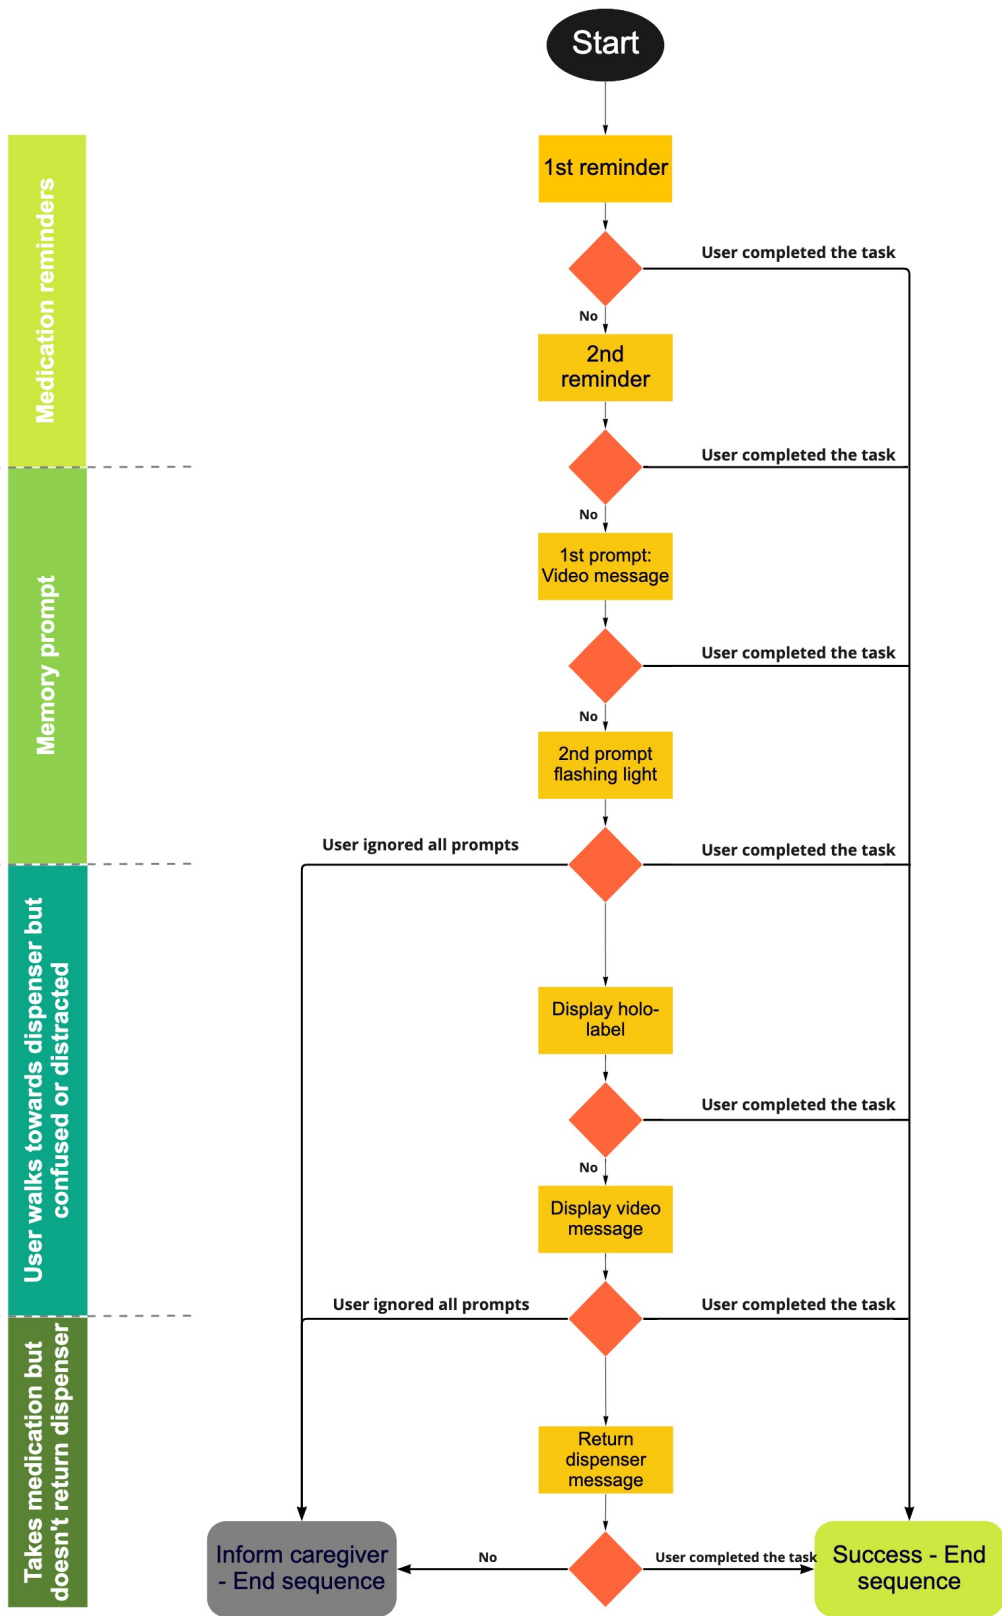 Start
Medication reminders
1st reminder
User completed the task
No
2nd
reminder
User completed the task
No
Memory prompt
1st prompt:
Video message
User completed the task
No
2nd prompt
flashing light
User ignored all prompts
User completed the task
User walks towards dispenser but
confused or distracted
Display holo-
label
User completed the task
No
Display video
message
User ignored all prompts
User completed the task
Takes medication but
doesn't return dispenser
Return
dispenser
message
No
User completed the task
Inform caregiver
- End sequence
Success - End
sequence